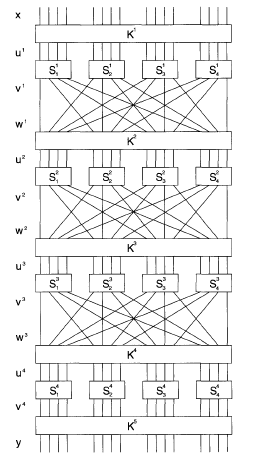 x
K¹
u¹
S₁¹ S₂¹ S₃¹ S₄¹
v¹
w¹
K²
u²
S₁² S₂² S₃² S₄²
v²
w²
K³
u³
S₁³ S₂³ S₃³ S₄³
v³
w³
K⁴
u⁴
S₁⁴ S₂⁴ S₃⁴ S₄⁴
v⁴
K⁵
y